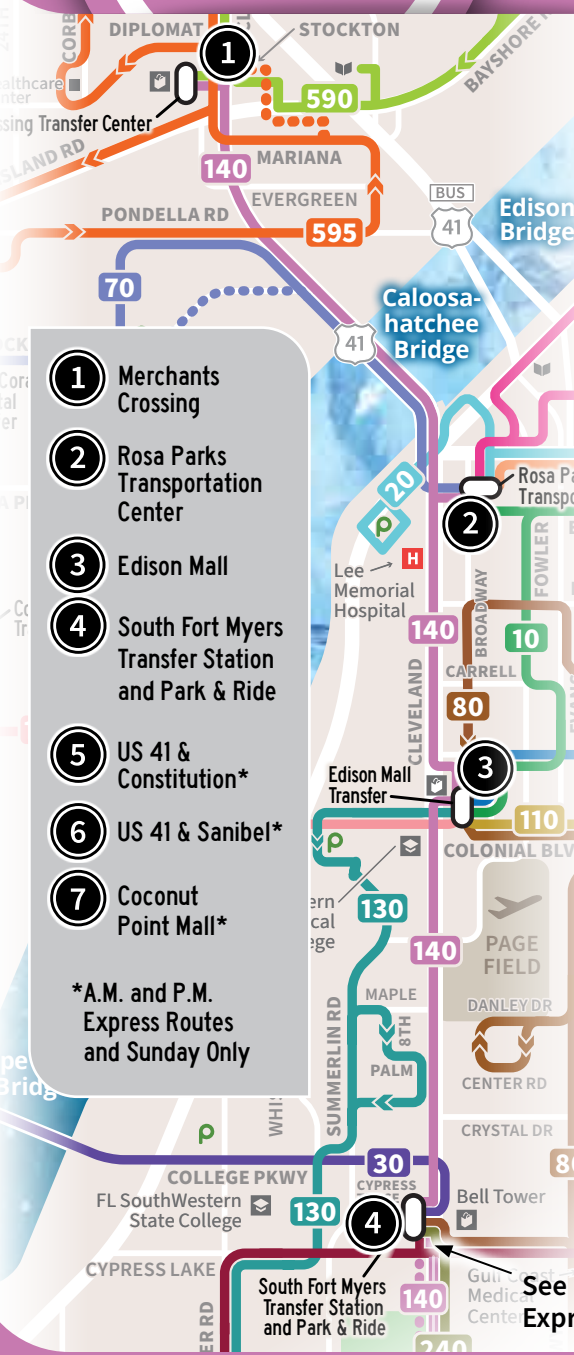 DIPLOMAT
STOCKTON
BAYSHORE
1
590
Transfer Center
MARIANA
140
EVERGREEN
PONDELLA RD
595
BUS
41
Edison
Bridge
70
Caloosa-
hatchee
Bridge
41
1 Merchants
Crossing
2 Rosa Parks
Transportation
Center
3 Edison Mall
4 South Fort Myers
Transfer Station
and Park & Ride
5 US 41 &
Constitution*
6 US 41 & Sanibel*
7 Coconut
Point Mall*
*A.M. and P.M.
Express Routes
and Sunday Only
20
Rosa
2
H
Lee
Memorial
Hospital
FOWLER
BROADWAY
140
10
CARRELL
CLEVELAND
80
3
Edison Mall
Transfer
110
COLONIAL
130
140
PAGE
FIELD
MAPLE
8TH
DANLEY DR
SUMMERLIN RD
PALM
CENTER RD
CRYSTAL DR
30
COLLEGE PKWY
CYPRESS
FL SouthWestern
State College
130
4
Bell Tower
CYPRESS LAKE
South Fort Myers
Transfer Station
and Park & Ride
140
Gulf Coast
Medical
Center
See
240